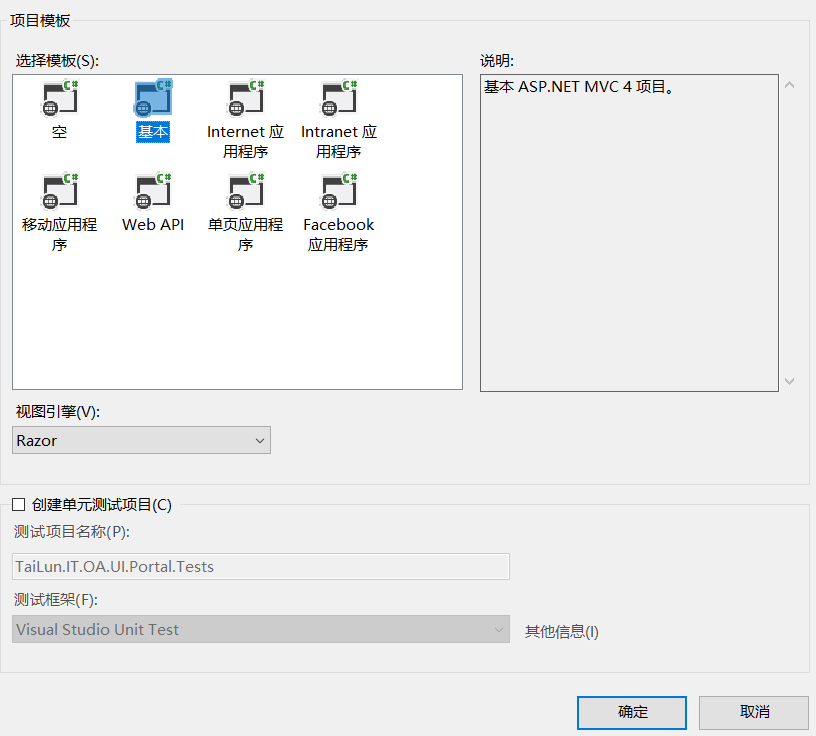 项目模板
选择模板(S):
说明:
空
基本
Internet 应
用程序
Intranet 应
用程序
移动应用程
序
Web API
单页应用程
序
Facebook
应用程序
基本 ASP.NET MVC 4 项目。
视图引擎(V):
Razor
创建单元测试项目(C)
测试项目名称(P):
TaiLun.IT.OA.UI.Portal.Tests
测试框架(F):
Visual Studio Unit Test
其他信息(I)
确定
取消